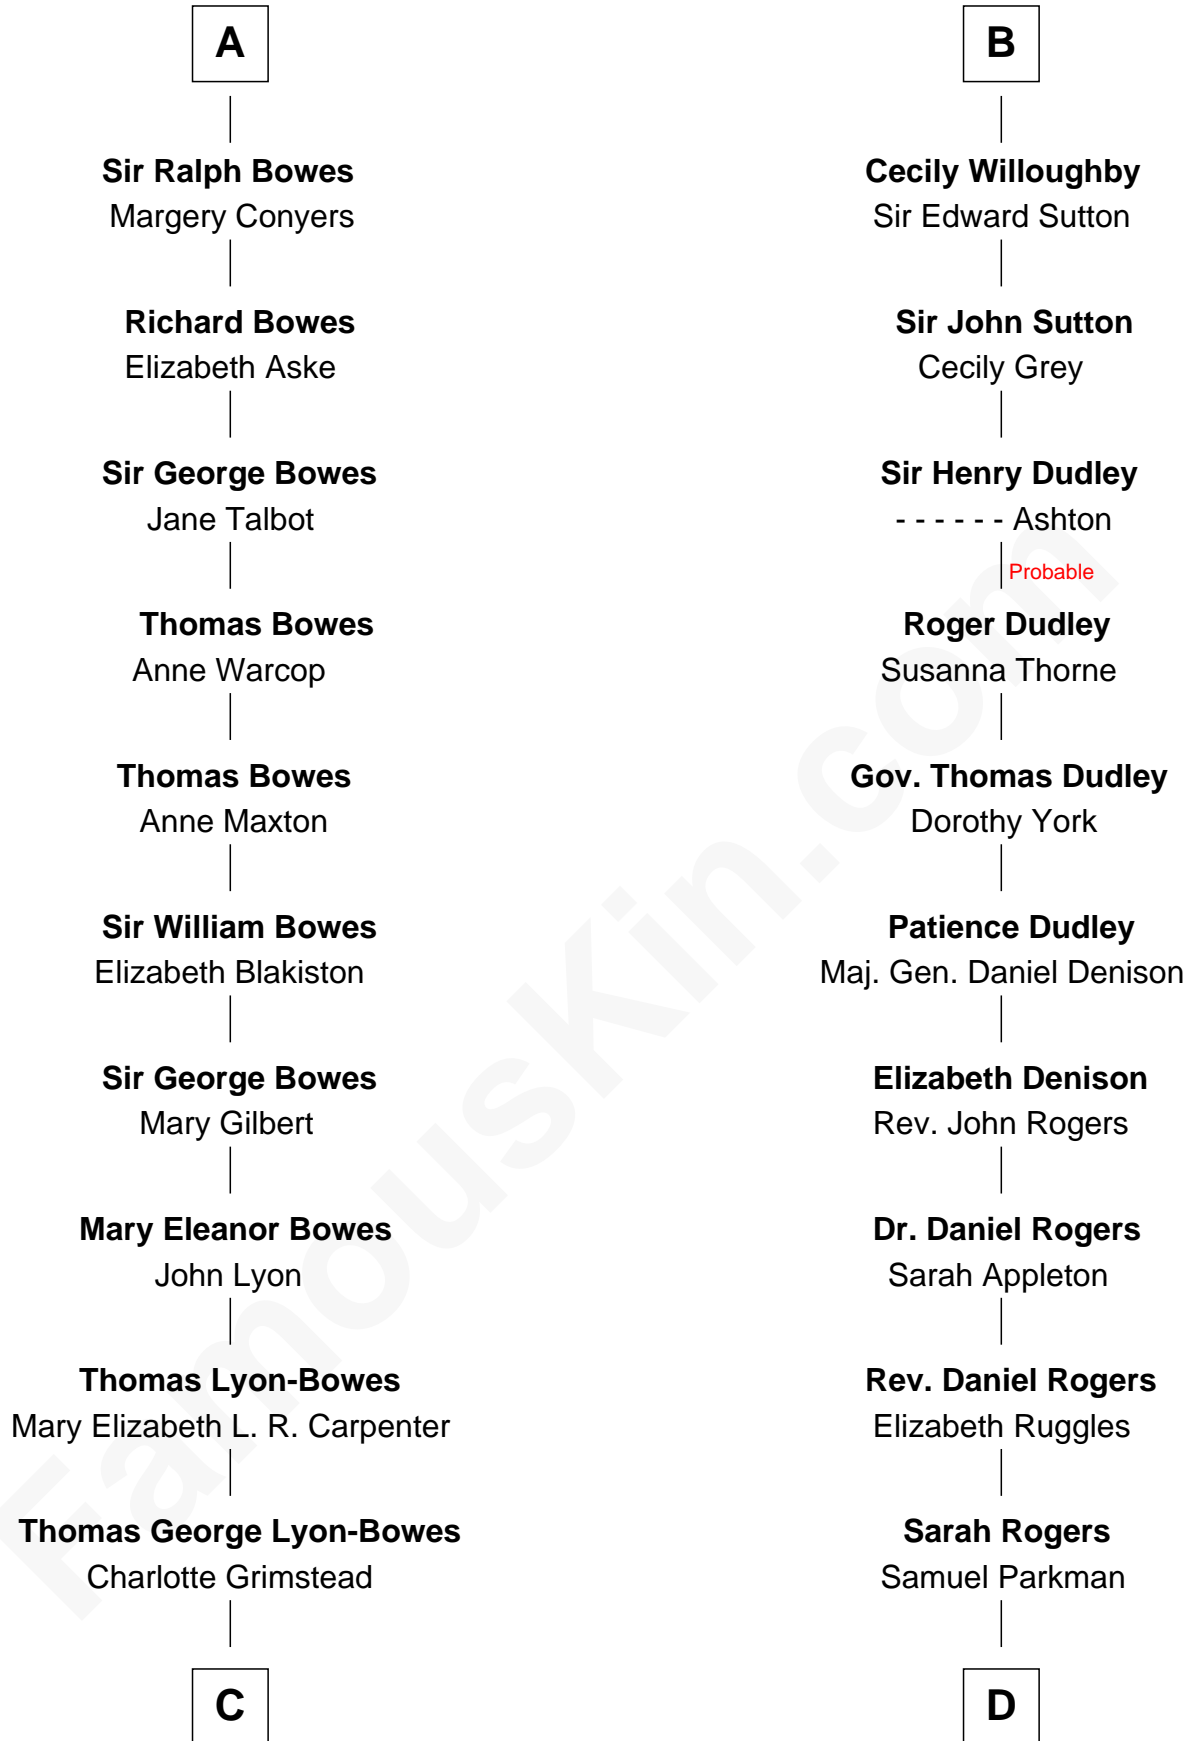 A
Sir Ralph Bowes
Margery Conyers
Richard Bowes
Elizabeth Aske
Sir George Bowes
Jane Talbot
Thomas Bowes
Anne Warcop
Thomas Bowes
Anne Maxton
Sir William Bowes
Elizabeth Blakiston
Sir George Bowes
Mary Gilbert
Mary Eleanor Bowes
John Lyon
Thomas Lyon-Bowes
Mary Elizabeth L. R. Carpenter
Thomas George Lyon-Bowes
Charlotte Grimstead
C
B
Cecily Willoughby
Sir Edward Sutton
Sir John Sutton
Cecily Grey
Sir Henry Dudley
- - - - - - Ashton
Probable
Roger Dudley
Susanna Thorne
Gov. Thomas Dudley
Dorothy York
Patience Dudley
Maj. Gen. Daniel Denison
Elizabeth Denison
Rev. John Rogers
Dr. Daniel Rogers
Sarah Appleton
Rev. Daniel Rogers
Elizabeth Ruggles
Sarah Rogers
Samuel Parkman
D
FamousKin.com